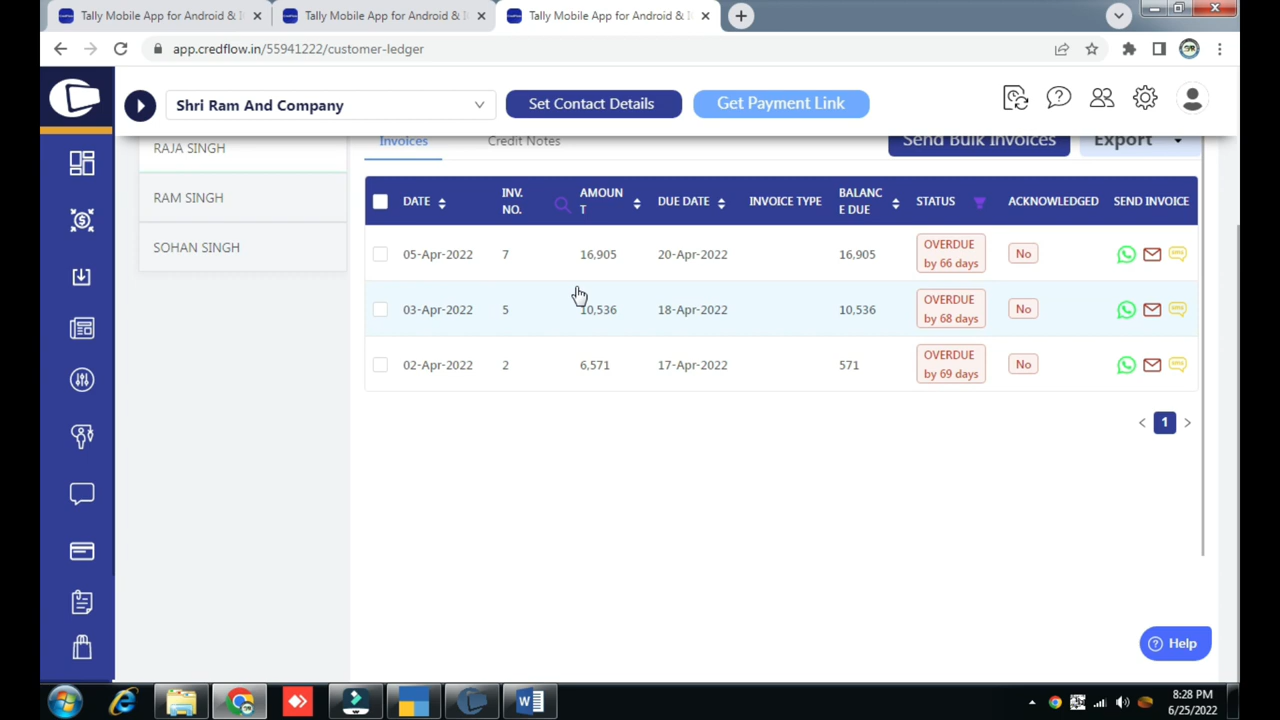 Tally Mobile App for Android & I
Tally Mobile App for Android & I
Tally Mobile App for Android & I
app.credflow.in/55941222/customer-ledger
Shri Ram And Company
Set Contact Details
Get Payment Link
RAJA SINGH
RAM SINGH
SOHAN SINGH
Invoices
Credit Notes
Send Bulk Invoices
Export
DATE INV. NO. AMOUNT DUE DATE INVOICE TYPE BALANCE DUE STATUS ACKNOWLEDGED SEND INVOICE
05-Apr-2022 7 16,905 20-Apr-2022 16,905 OVERDUE by 66 days No
03-Apr-2022 5 10,536 18-Apr-2022 10,536 OVERDUE by 68 days No
02-Apr-2022 2 6,571 17-Apr-2022 571 OVERDUE by 69 days No
< 1 >
Help
8:28 PM
6/25/2022